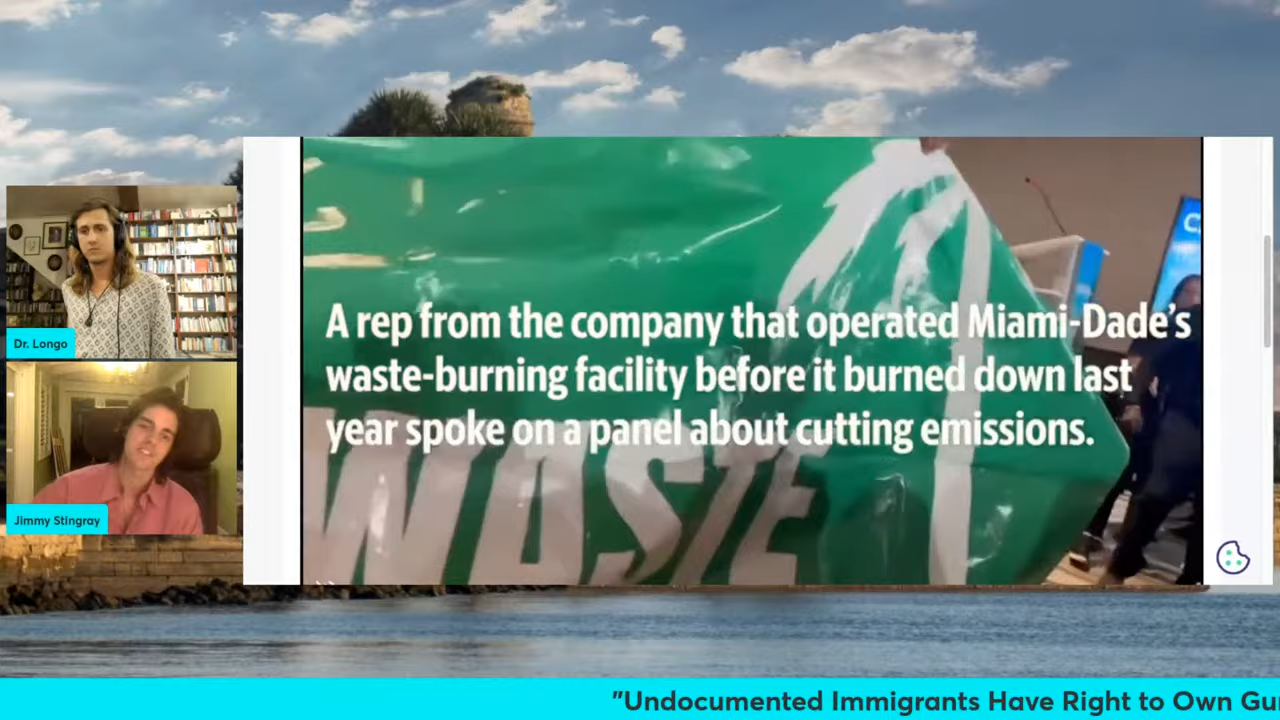 Dr. Longo
Jimmy Stingray
A rep from the company that operated Miami-Dade's
waste-burning facility before it burned down last
year spoke on a panel about cutting emissions.
WASTE
"Undocumented Immigrants Have Right to Own